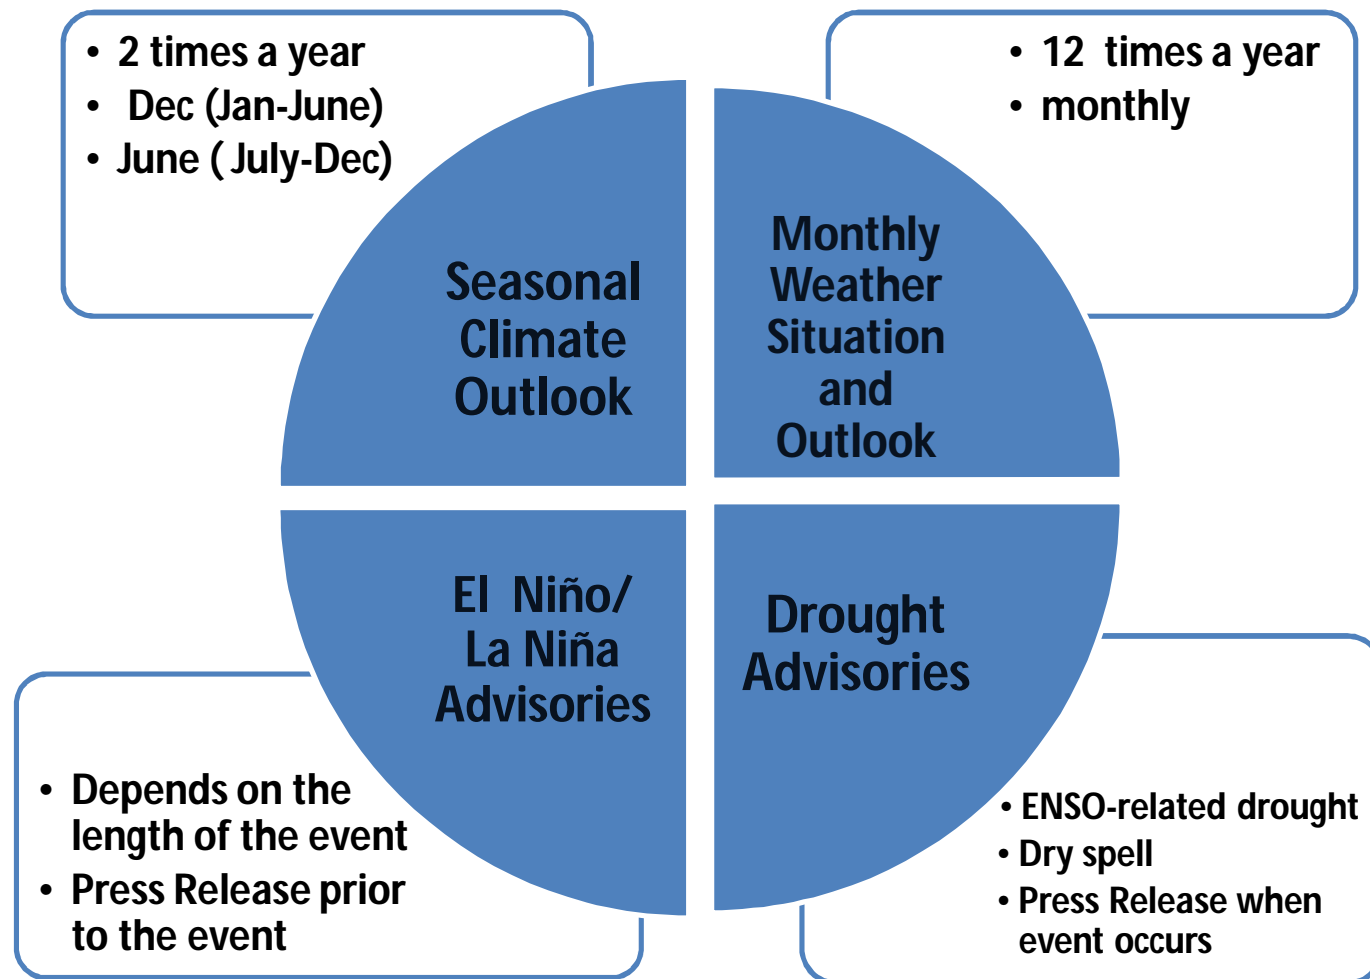 • 2 times a year
• Dec (Jan-June)
• June ( July-Dec)
• 12 times a year
• monthly
Seasonal
Climate
Outlook
Monthly
Weather
Situation
and
Outlook
El Niño/
La Niña
Advisories
Drought
Advisories
• Depends on the
length of the event
• Press Release prior
to the event
• ENSO-related drought
• Dry spell
• Press Release when
event occurs